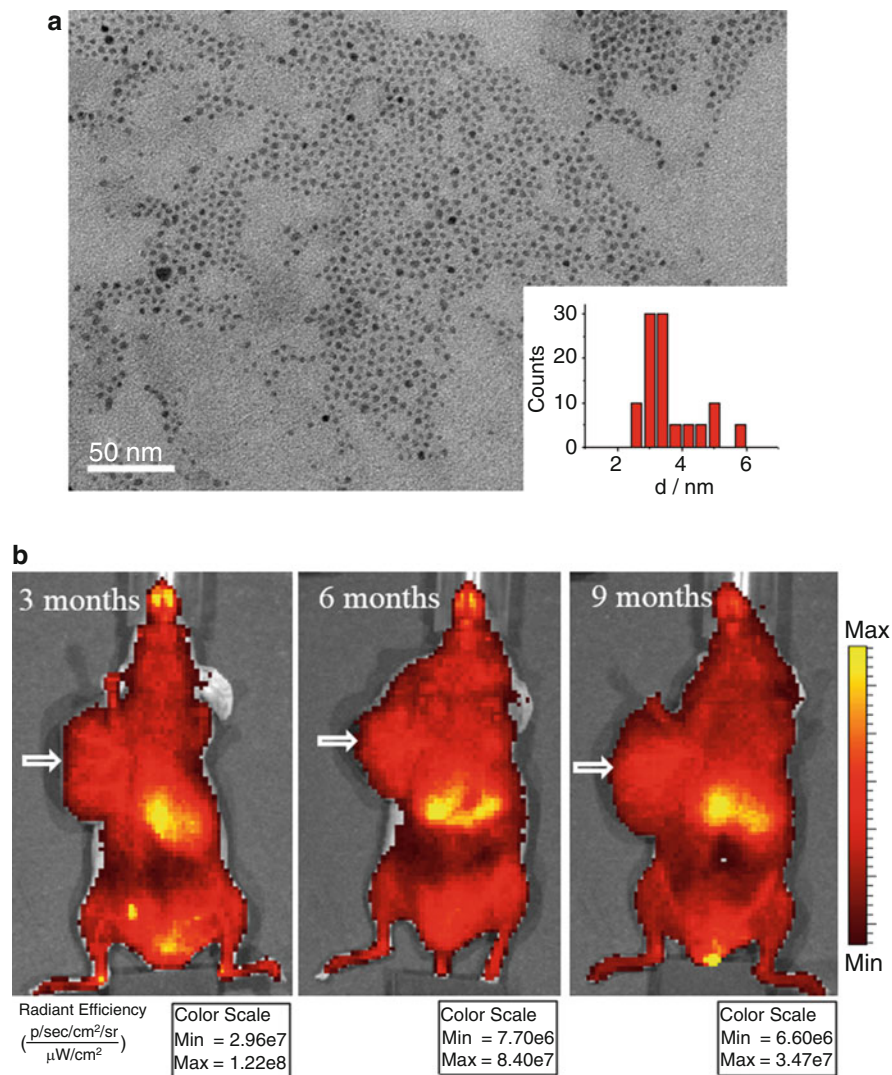 a
50 nm
30
20
10
0
Counts
2 4 6
d / nm
b
3 months
6 months
9 months
Max
Min
Radiant Efficiency
(p/sec/cm²/sr
μW/cm²)
Color Scale
Min = 2.96e7
Max = 1.22e8
Color Scale
Min = 7.70e6
Max = 8.40e7
Color Scale
Min = 6.60e6
Max = 3.47e7